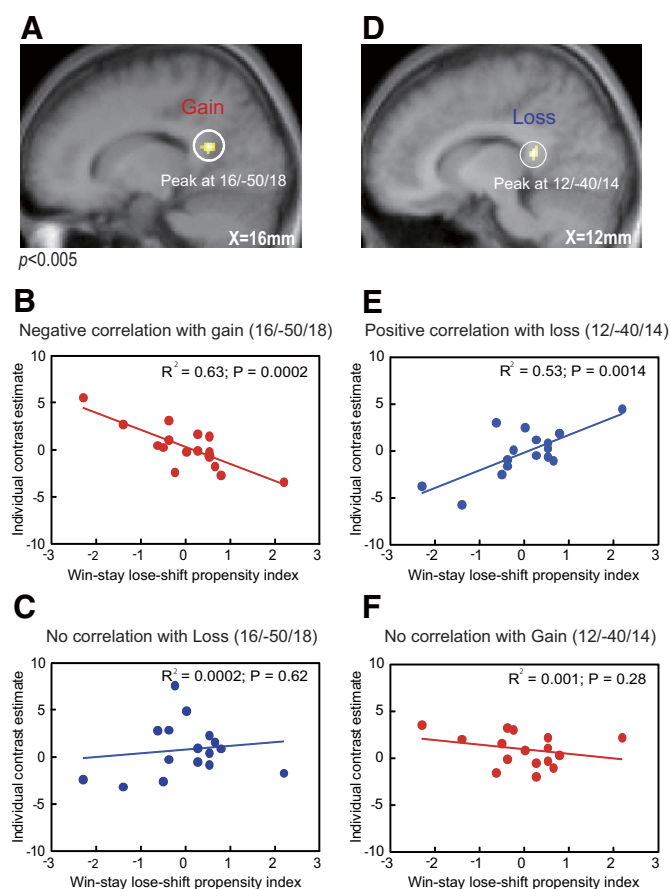 A
Gain
Peak at 16/-50/18
X=16mm
p<0.005
D
Loss
Peak at 12/-40/14
X=12mm
B
Negative correlation with gain (16/-50/18)
R² = 0.63; P = 0.0002
Individual contrast estimate
10
5
0
-5
-10
-3 -2 -1 0 1 2 3
Win-stay lose-shift propensity index
E
Positive correlation with loss (12/-40/14)
R² = 0.53; P = 0.0014
Individual contrast estimate
10
5
0
-5
-10
-3 -2 -1 0 1 2 3
Win-stay lose-shift propensity index
C
No correlation with Loss (16/-50/18)
R² = 0.0002; P = 0.62
Individual contrast estimate
10
5
0
-5
-10
-3 -2 -1 0 1 2 3
Win-stay lose-shift propensity index
F
No correlation with Gain (12/-40/14)
R² = 0.001; P = 0.28
Individual contrast estimate
10
5
0
-5
-10
-3 -2 -1 0 1 2 3
Win-stay lose-shift propensity index